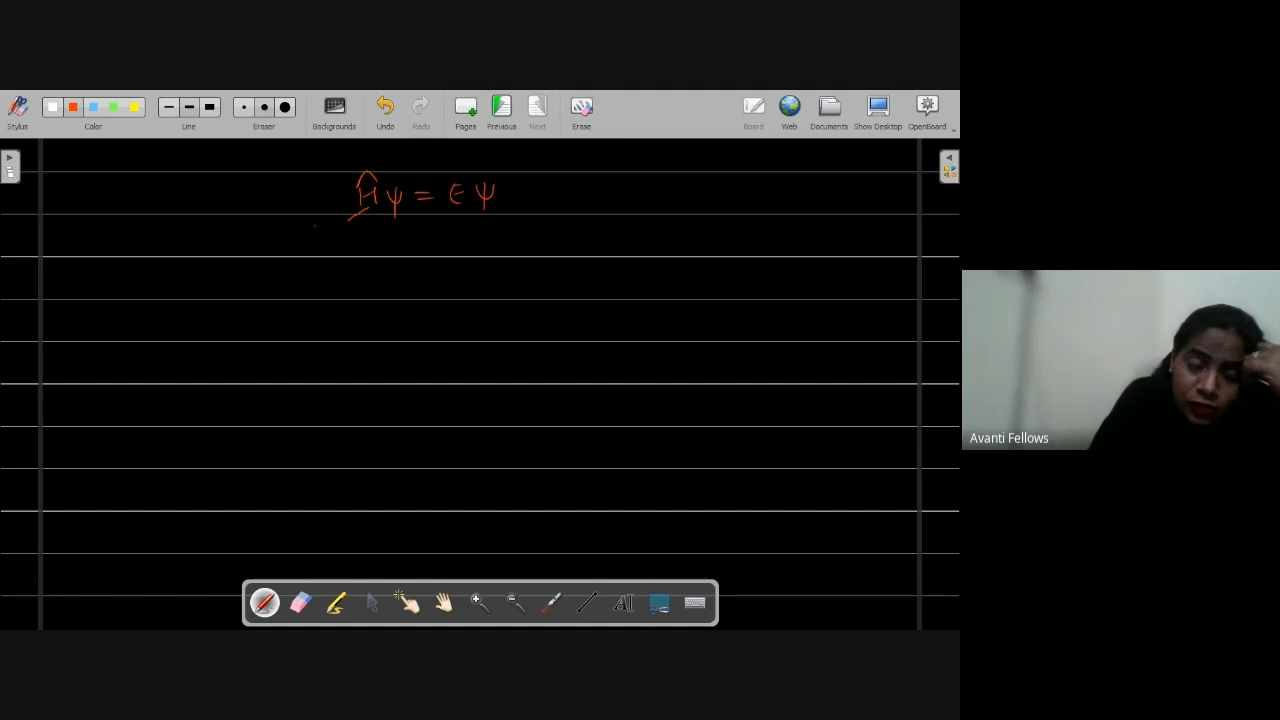 Stylus
Color
Line
Eraser
Backgrounds
Undo
Redo
Pages
Previous
Next
Erase
Board
Web
Documents
Show Desktop
OpenBoard
Ĥψ = Eψ
AI
Avanti Fellows